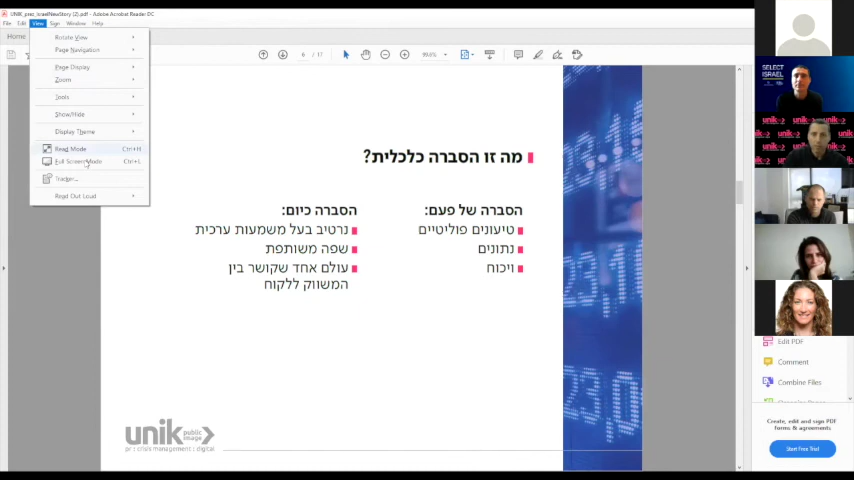 UNIK_prez_IsraelNewStory (2).pdf - Adobe Acrobat Reader DC
File Edit View Sign Window Help
Home
Rotate View
Page Navigation
Page Display
Zoom
Tools
Show/Hide
Display Theme
Read Mode Ctrl+H
Full Screen Mode Ctrl+L
Tracker...
Read Out Loud
6 / 17
99.6%
מה זו הסברה כלכלית?
הסברה של פעם:
טיעונים פוליטיים
נתונים
ויכוח
הסברה כיום:
נרטיב בעל משמעות ערכית
שפה משותפת
עולם אחד שקושר בין
המשווק ללקוח
unik public image
pr : crisis management : digital
SELECT
ISRAEL
unik
Edit PDF
Comment
Combine Files
Create, edit and sign PDF
forms & agreements
Start Free Trial